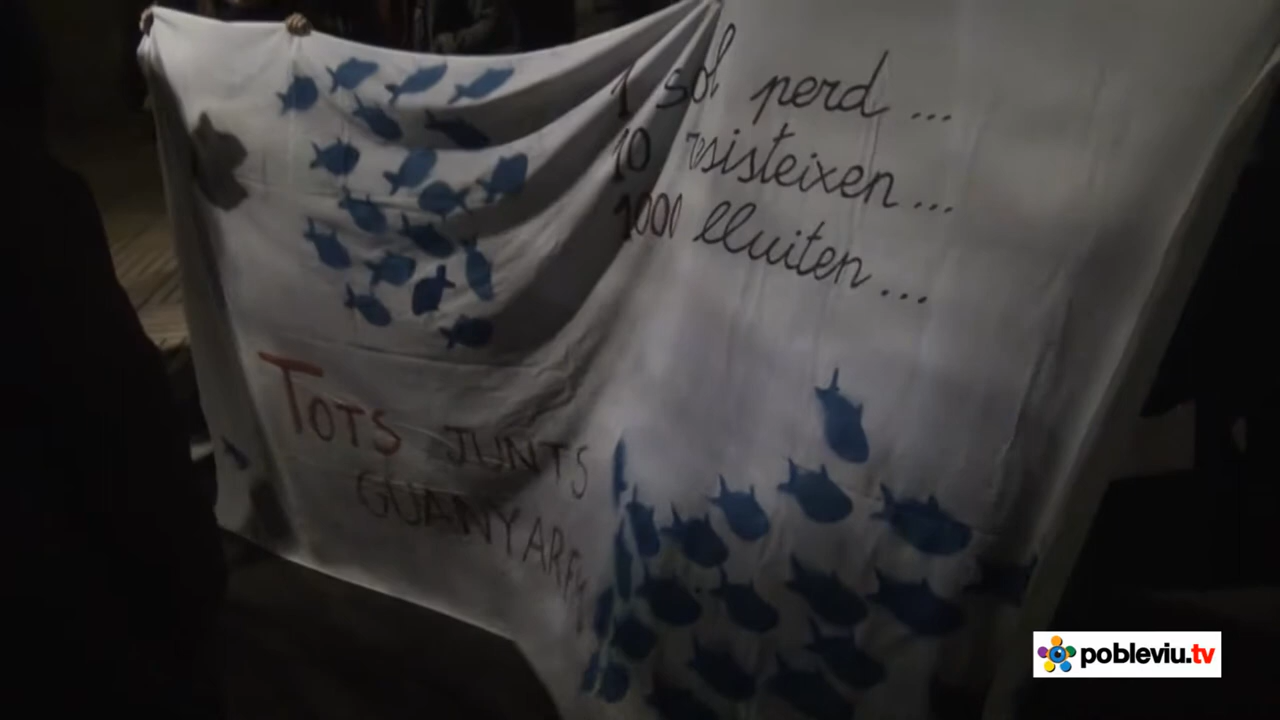 1 sol perd ...
10 resisteixen ...
1000 lluiten ...
TOTS JUNTS
GUANYAREM
pobleviu.tv